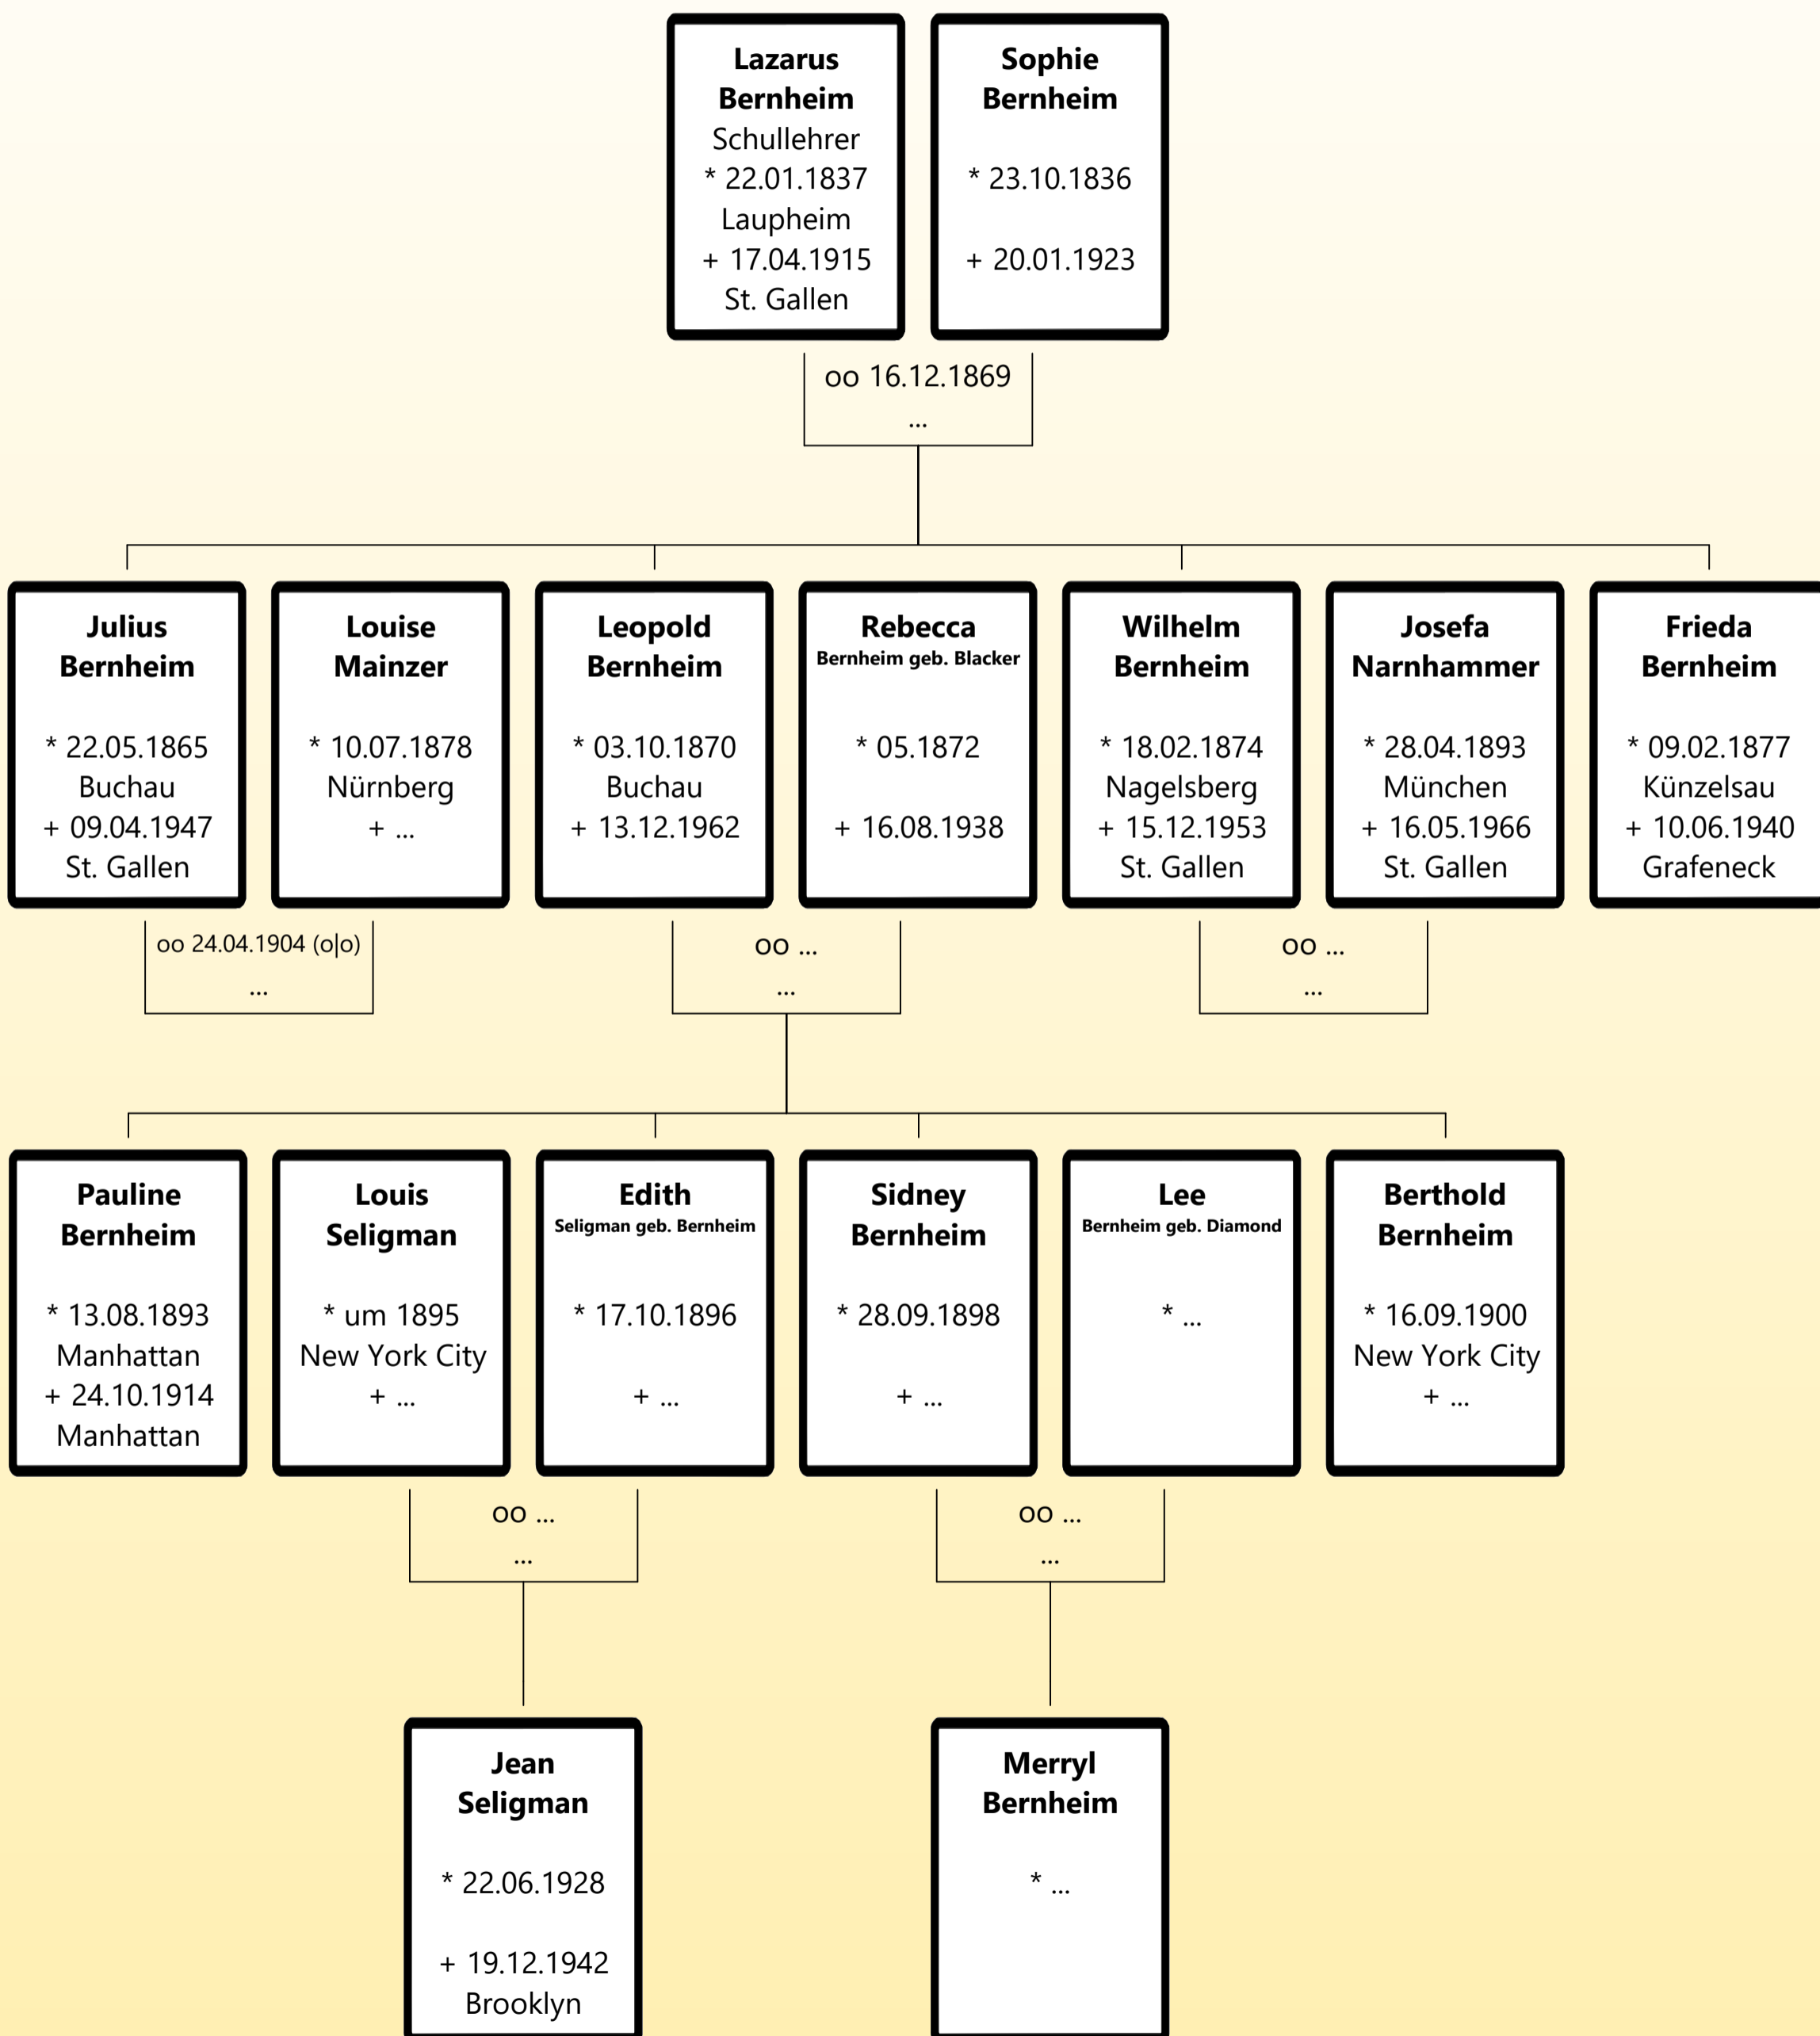 Lazarus
Bernheim
Schullehrer
* 22.01.1837
Laupheim
+ 17.04.1915
St. Gallen
Sophie
Bernheim
* 23.10.1836
+ 20.01.1923
oo 16.12.1869
...
Julius
Bernheim
* 22.05.1865
Buchau
+ 09.04.1947
St. Gallen
Louise
Mainzer
* 10.07.1878
Nürnberg
+ ...
Leopold
Bernheim
* 03.10.1870
Buchau
+ 13.12.1962
Rebecca
Bernheim geb. Blacker
* 05.1872
+ 16.08.1938
Wilhelm
Bernheim
* 18.02.1874
Nagelsberg
+ 15.12.1953
St. Gallen
Josefa
Narnhammer
* 28.04.1893
München
+ 16.05.1966
St. Gallen
Frieda
Bernheim
* 09.02.1877
Künzelsau
+ 10.06.1940
Grafeneck
oo 24.04.1904 (o|o)
...
oo ...
...
oo ...
...
Pauline
Bernheim
* 13.08.1893
Manhattan
+ 24.10.1914
Manhattan
Louis
Seligman
* um 1895
New York City
+ ...
Edith
Seligman geb. Bernheim
* 17.10.1896
+ ...
Sidney
Bernheim
* 28.09.1898
+ ...
Lee
Bernheim geb. Diamond
* ...
Berthold
Bernheim
* 16.09.1900
New York City
+ ...
oo ...
...
oo ...
...
Jean
Seligman
* 22.06.1928
+ 19.12.1942
Brooklyn
Merryl
Bernheim
* ...